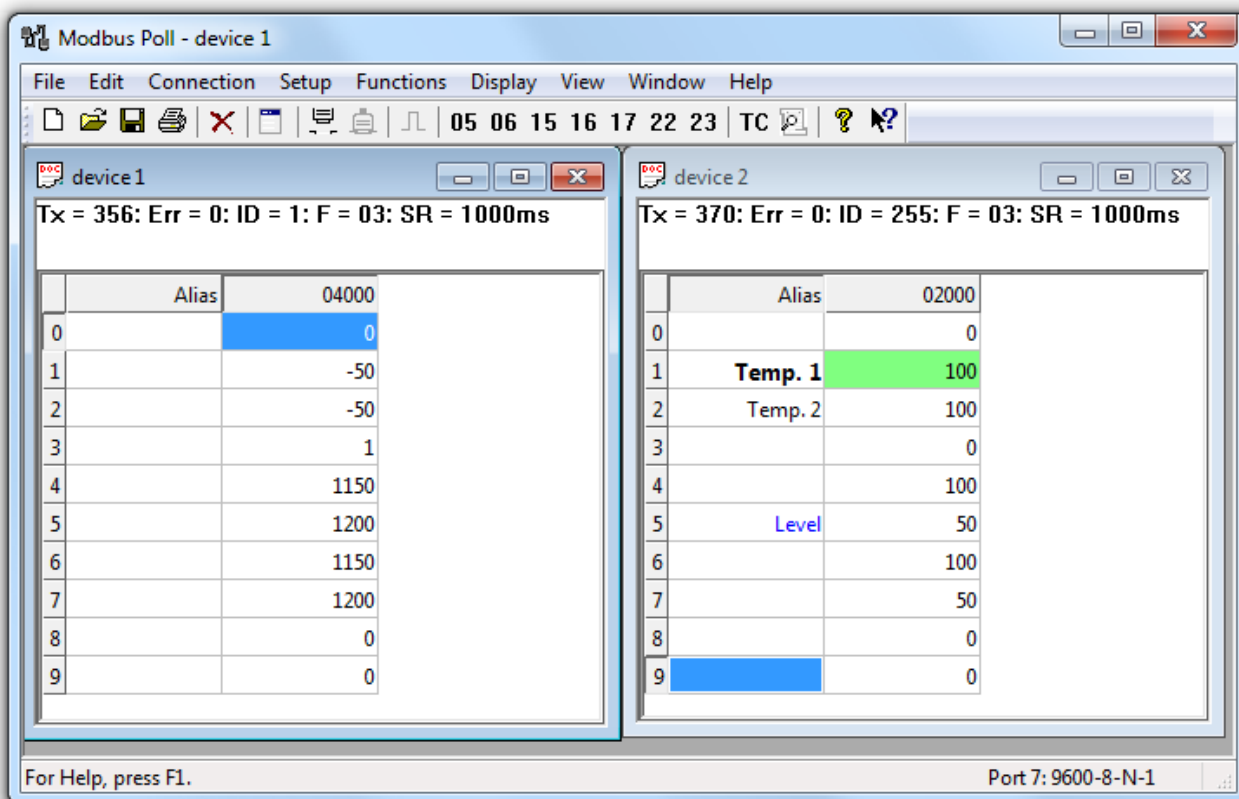 Modbus Poll - device 1
File Edit Connection Setup Functions Display View Window Help
05 06 15 16 17 22 23 TC
device 1
Tx = 356: Err = 0: ID = 1: F = 03: SR = 1000ms
Alias 04000
0 0
1 -50
2 -50
3 1
4 1150
5 1200
6 1150
7 1200
8 0
9 0
device 2
Tx = 370: Err = 0: ID = 255: F = 03: SR = 1000ms
Alias 02000
0 0
1 Temp. 1 100
2 Temp. 2 100
3 0
4 100
5 Level 50
6 100
7 50
8 0
9 0
For Help, press F1.
Port 7: 9600-8-N-1